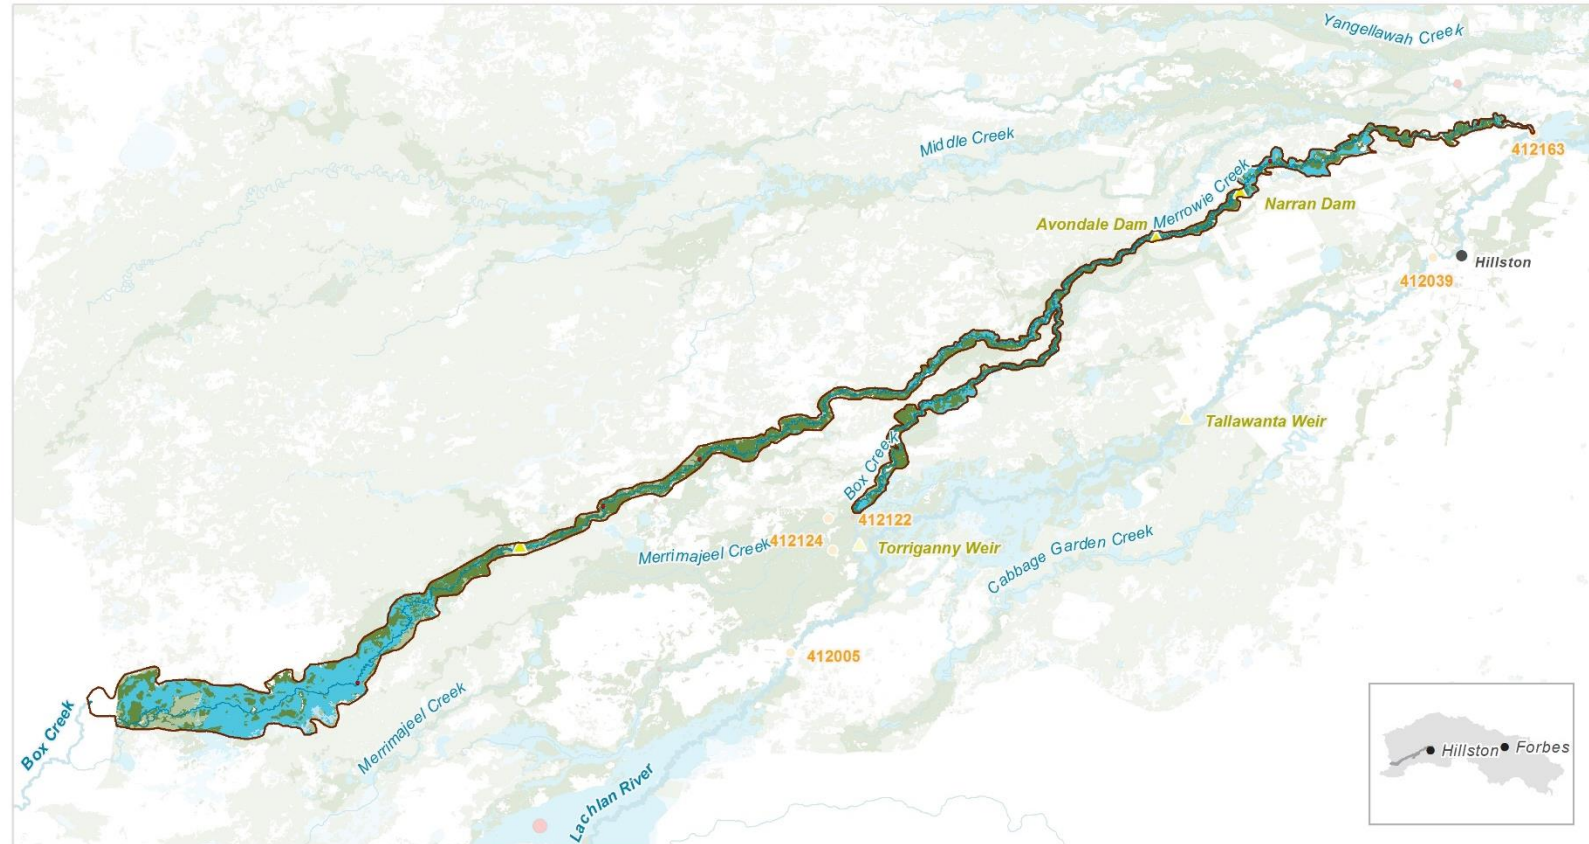 Yangellawah Creek
Middle Creek
412163
Merrowie Creek
Narran Dam
Avondale Dam
Hillston
412039
Tallawanta Weir
Box Creek
412122
412124
Torriganny Weir
Merrimajeel Creek
Cabbage Garden Creek
412005
Merrimajeel Creek
Box Creek
Lachlan River
Hillston
Forbes